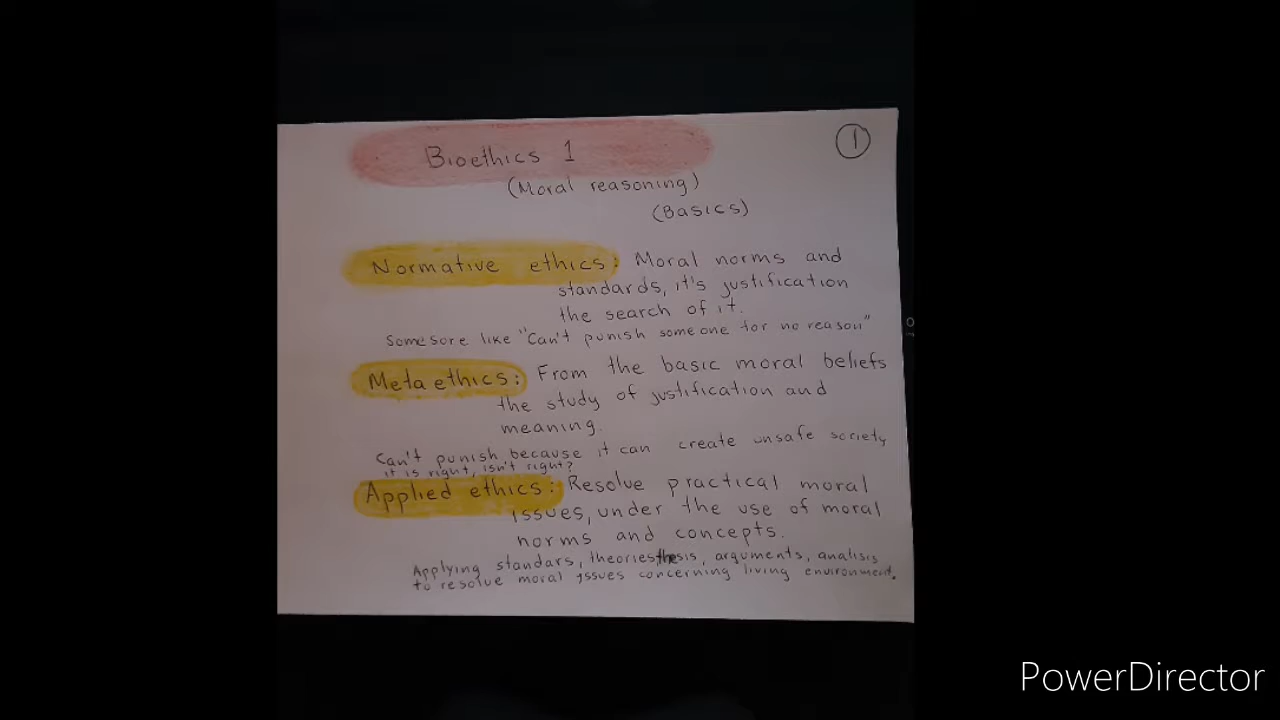 Bioethics 1
1
(Moral reasoning)
(Basics)
Normative ethics: Moral norms and
standards, it's justification
the search of it.
Somesore like "Can't punish someone for no reason"
Meta ethics: From the basic moral beliefs
the study of justification and
meaning.
Can't punish because it can create unsafe society
it is right, isn't right?
Applied ethics: Resolve practical moral
issues, under the use of moral
norms and concepts.
Applying standars, theories, thesis, arguments, analisis
to resolve moral issues concerning living environment.
PowerDirector